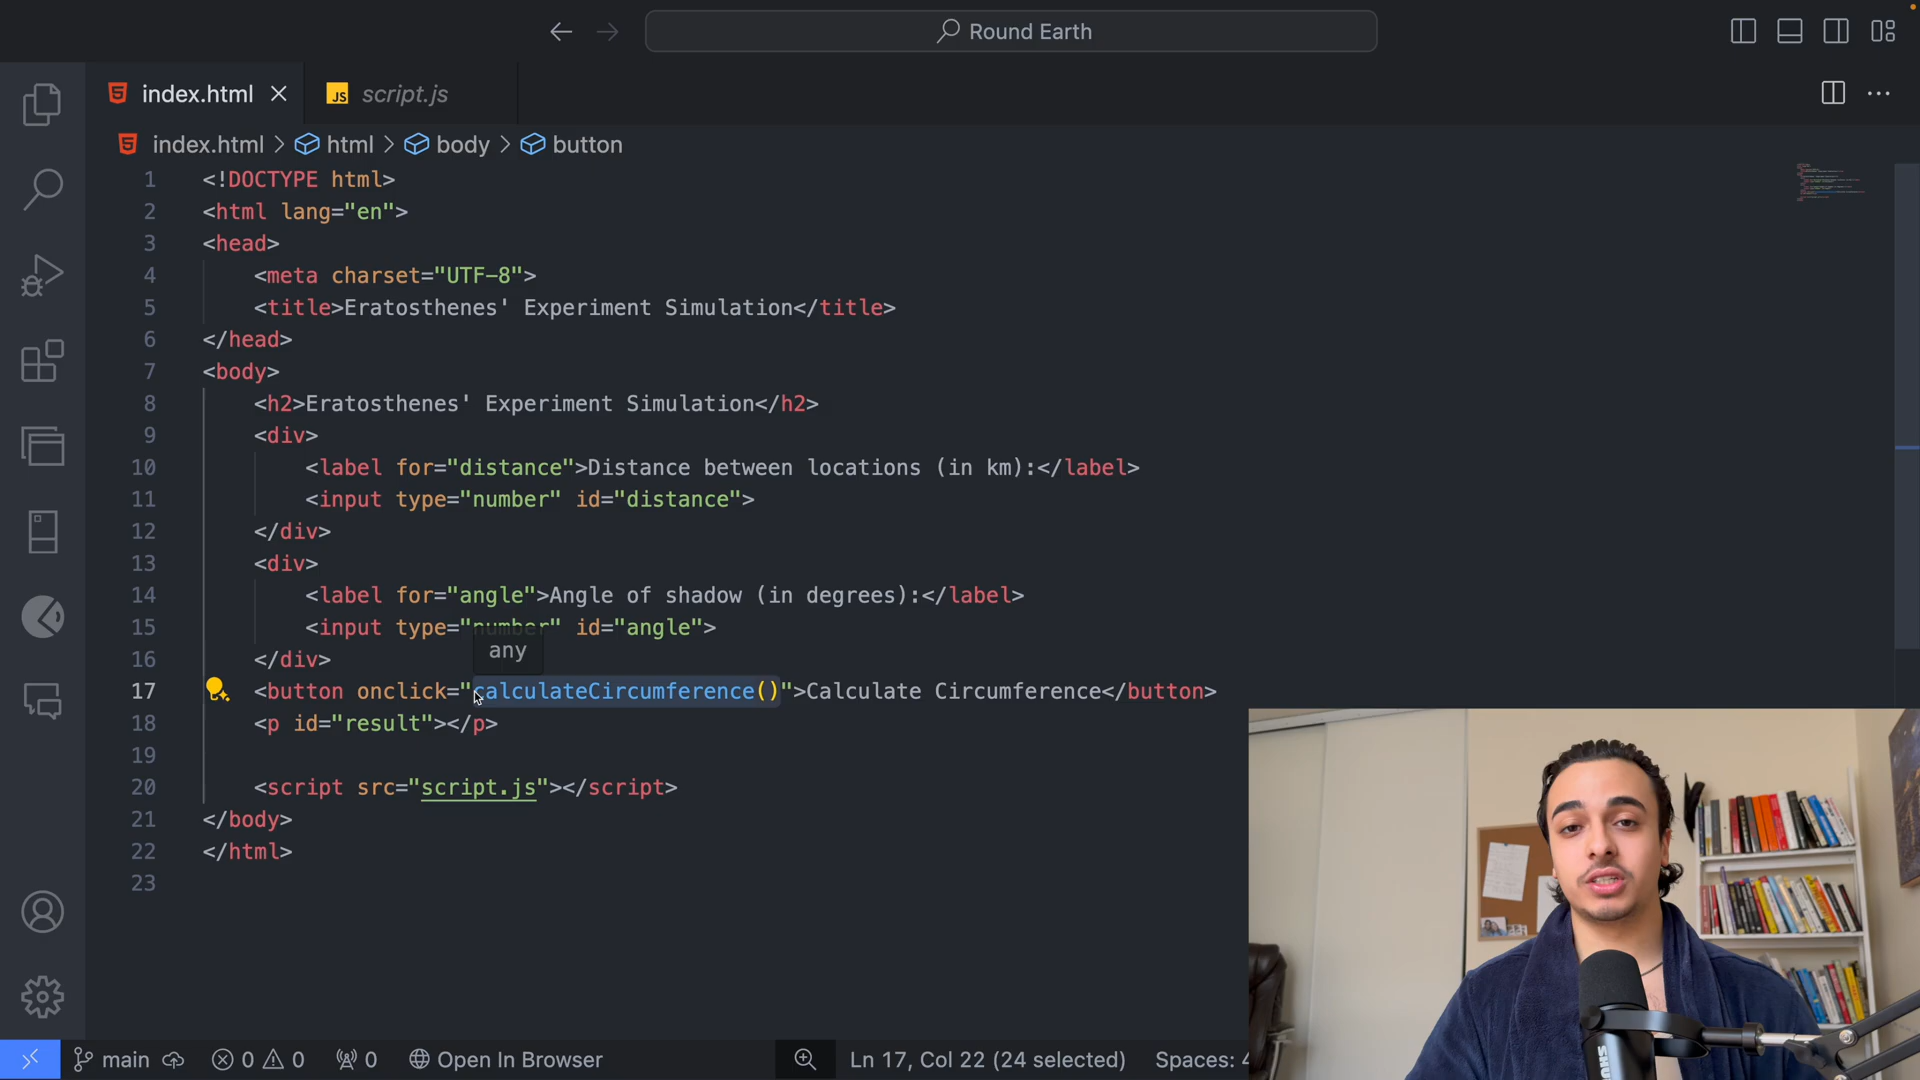 Round Earth
index.html
JS script.js
index.html > html > body > button
1 <!DOCTYPE html>
2 <html lang="en">
3 <head>
4 <meta charset="UTF-8">
5 <title>Eratosthenes' Experiment Simulation</title>
6 </head>
7 <body>
8 <h2>Eratosthenes' Experiment Simulation</h2>
9 <div>
10 <label for="distance">Distance between locations (in km):</label>
11 <input type="number" id="distance">
12 </div>
13 <div>
14 <label for="angle">Angle of shadow (in degrees):</label>
15 <input type="number" id="angle">
any
16 </div>
17 <button onclick="calculateCircumference()">Calculate Circumference</button>
18 <p id="result"></p>
19
20 <script src="script.js"></script>
21 </body>
22 </html>
23
SHU
main 0 0 0 Open In Browser Ln 17, Col 22 (24 selected) Spaces: 4